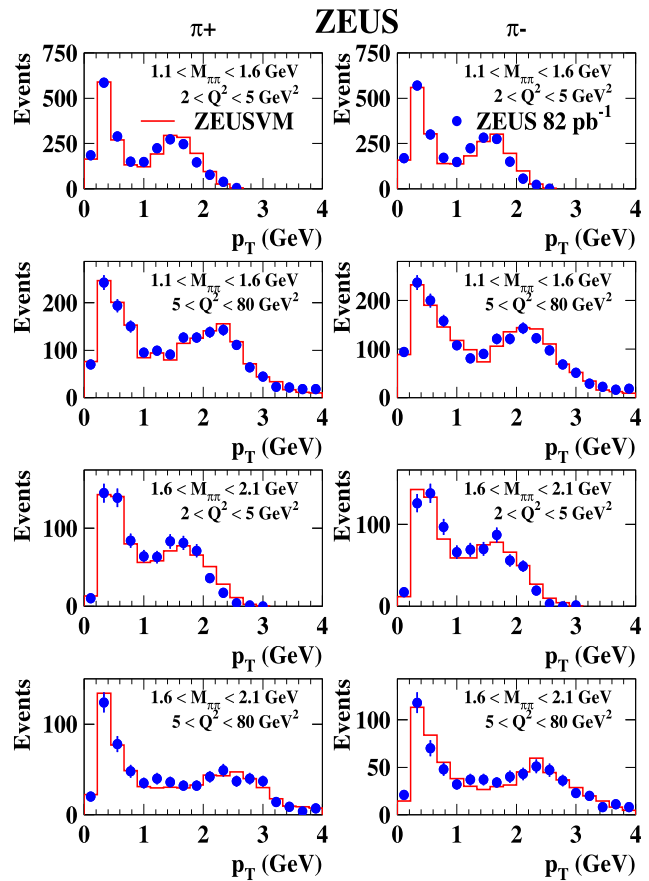 ZEUS
π+
π-
Events
750
500
250
0
1.1 < Mππ < 1.6 GeV
2 < Q² < 5 GeV²
ZEUSVM
0 1 2 3 4
pT (GeV)
Events
750
500
250
0
1.1 < Mππ < 1.6 GeV
2 < Q² < 5 GeV²
ZEUS 82 pb⁻¹
0 1 2 3 4
pT (GeV)
Events
200
100
0
1.1 < Mππ < 1.6 GeV
5 < Q² < 80 GeV²
0 1 2 3 4
pT (GeV)
Events
200
100
0
1.1 < Mππ < 1.6 GeV
5 < Q² < 80 GeV²
0 1 2 3 4
pT (GeV)
Events
100
0
1.6 < Mππ < 2.1 GeV
2 < Q² < 5 GeV²
0 1 2 3 4
pT (GeV)
Events
100
0
1.6 < Mππ < 2.1 GeV
2 < Q² < 5 GeV²
0 1 2 3 4
pT (GeV)
Events
100
0
1.6 < Mππ < 2.1 GeV
5 < Q² < 80 GeV²
0 1 2 3 4
pT (GeV)
Events
100
50
0
1.6 < Mππ < 2.1 GeV
5 < Q² < 80 GeV²
0 1 2 3 4
pT (GeV)